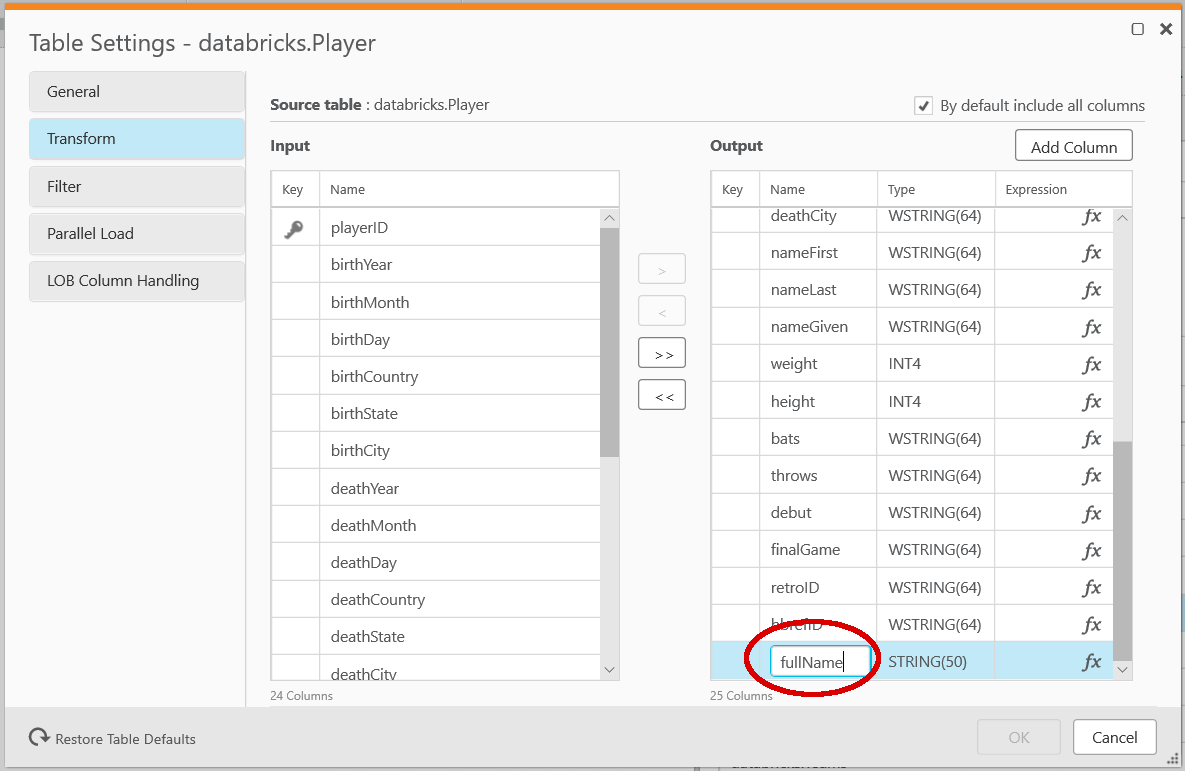 Table Settings - databricks.Player
General
Transform
Filter
Parallel Load
LOB Column Handling
Source table : databricks.Player
By default include all columns
Input
Key Name
playerID
birthYear
birthMonth
birthDay
birthCountry
birthState
birthCity
deathYear
deathMonth
deathDay
deathCountry
deathState
deathCity
24 Columns
>
<
>>
<<
Output
Add Column
Key Name Type Expression
deathCity WSTRING(64) fx
nameFirst WSTRING(64) fx
nameLast WSTRING(64) fx
nameGiven WSTRING(64) fx
weight INT4 fx
height INT4 fx
bats WSTRING(64) fx
throws WSTRING(64) fx
debut WSTRING(64) fx
finalGame WSTRING(64) fx
retroID WSTRING(64) fx
bbrefID WSTRING(64) fx
fullName STRING(50) fx
25 Columns
Restore Table Defaults
OK
Cancel